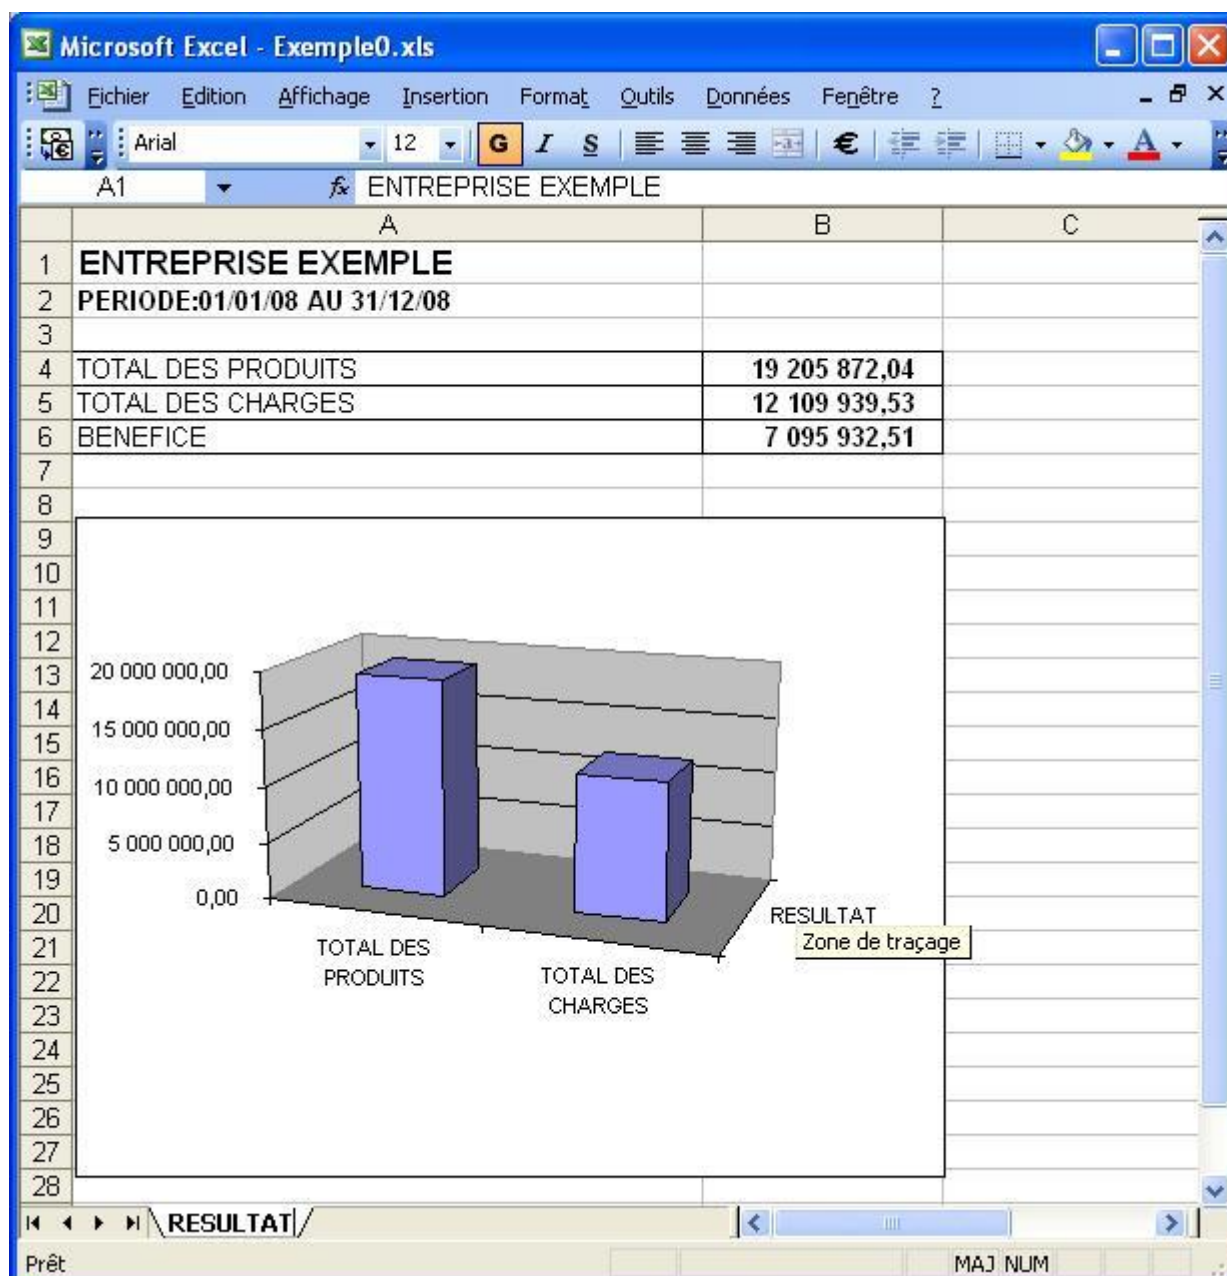 Microsoft Excel - Exemple0.xls
Fichier Edition Affichage Insertion Format Outils Données Fenêtre ?
Arial 12 G I S € A
A1 fx ENTREPRISE EXEMPLE
A B C
1 ENTREPRISE EXEMPLE
2 PERIODE:01/01/08 AU 31/12/08
3
4 TOTAL DES PRODUITS 19 205 872,04
5 TOTAL DES CHARGES 12 109 939,53
6 BENEFICE 7 095 932,51
7
8
9
10
11
12
13
14
15
16
17
18
19
20
21
22
23
24
25
26
27
28
20 000 000,00
15 000 000,00
10 000 000,00
5 000 000,00
0,00
TOTAL DES
PRODUITS
TOTAL DES
CHARGES
RESULTAT
Zone de traçage
RESULTAT
Prêt MAJ NUM